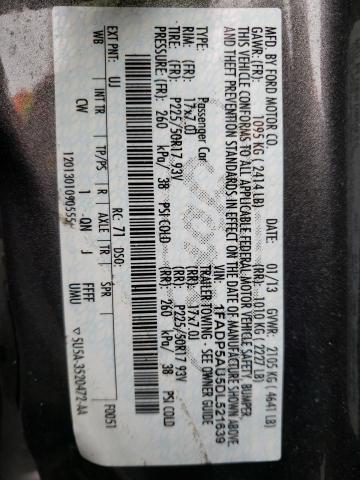 MFD. BY FORD MOTOR CO.
01/13 GVWR: 2105 KG ( 4641 LB)
GAWR: (FR): 1095 KG ( 2414 LB) (RR): 1010 KG ( 2227 LB)
THIS VEHICLE CONFORMS TO ALL APPLICABLE FEDERAL MOTOR VEHICLE SAFETY, BUMPER,
AND THEFT PREVENTION STANDARDS IN EFFECT ON THE DATE OF MANUFACTURE SHOWN ABOVE.
VIN: 1FADP5AU5DL521639
TYPE: Passenger Car TRAILER TOWING - SEE OWNER GUIDE
(FR): 17x7.0J (RR): 17x7.0J
TIRE: (FR): P225/50R17 93V (RR): P225/50R17 93V
PRESSURE (FR): 260 kPa/ 38 PSI COLD (RR): 260 kPa/ 38 PSI COLD
EXT PNT: UJ RC: 71 DSO: F0051
WB TR TP/PS R AXLE TR SPR
CW 1 J QN FFFF UMU
1201301090555 ▽ 5U5A-3520472-AA